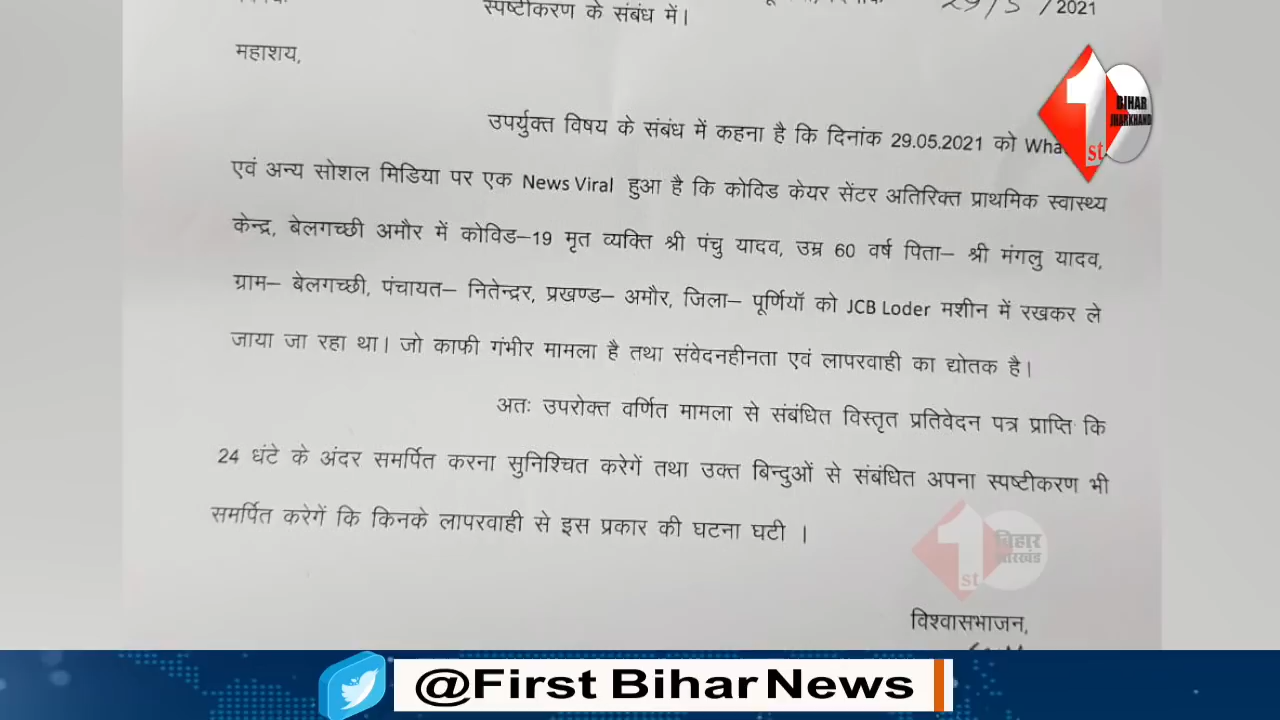 29/5/2021
स्पष्टीकरण के संबंध में।
महाशय,
उपर्युक्त विषय के संबंध में कहना है कि दिनांक 29.05.2021 को
एवं अन्य सोशल मिडिया पर एक News Viral हुआ है कि कोविड केयर सेंटर अतिरिक्त प्राथमिक स्वास्थ्य
केन्द्र, बेलगच्छी अमौर में कोविड–19 मृत व्यक्ति श्री पंचु यादव, उम्र 60 वर्ष पिता– श्री मंगलु यादव,
ग्राम– बेलगच्छी, पंचायत– नितेन्द्रर, प्रखण्ड– अमौर, जिला– पूर्णियॉ को JCB Loder मशीन में रखकर ले
जाया जा रहा था। जो काफी गंभीर मामला है तथा संवेदनहीनता एवं लापरवाही का द्योतक है।
अतः उपरोक्त वर्णित मामला से संबंधित विस्तृत प्रतिवेदन पत्र प्राप्ति कि
24 धंटे के अंदर समर्पित करना सुनिश्चित करेगें तथा उक्त बिन्दुओं से संबंधित अपना स्पष्टीकरण भी
समर्पित करेगें कि किनके लापरवाही से इस प्रकार की घटना घटी ।
विश्वासभाजन,
1st BIHAR JHARKHAND
1st बिहार झारखंड
@First Bihar News